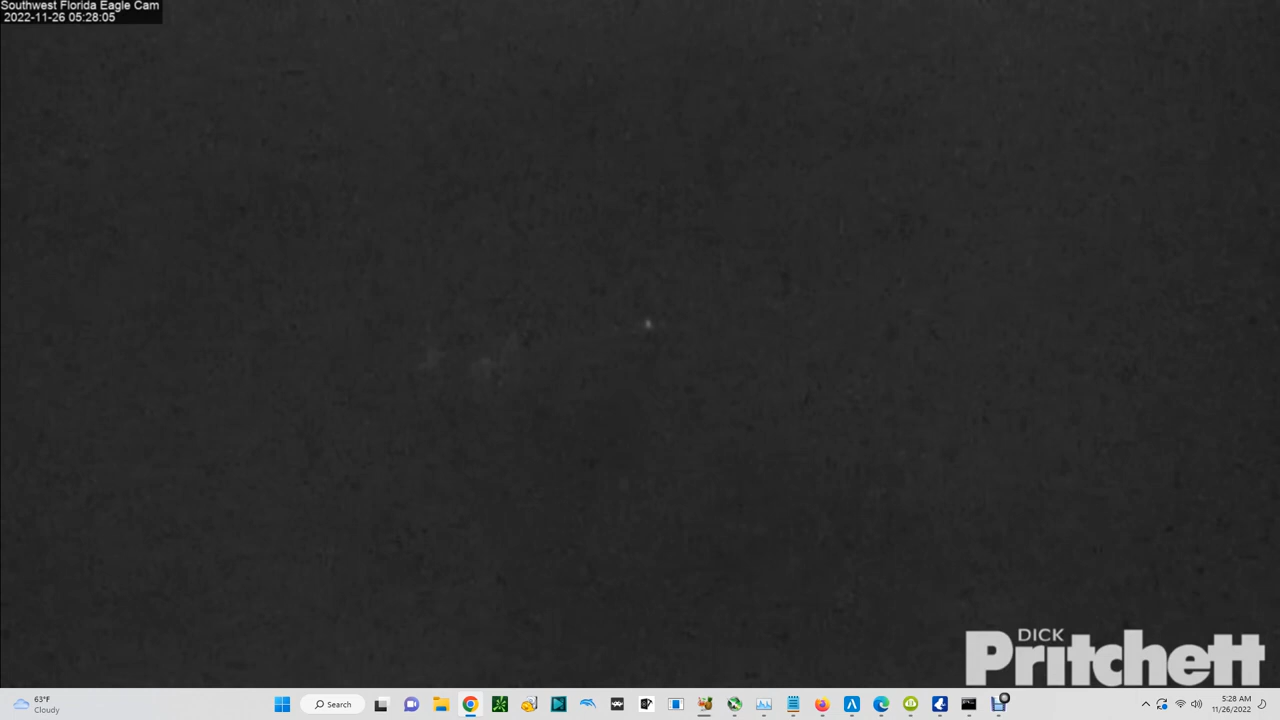 Southwest Florida Eagle Cam
2022-11-26 05:28:05
DICK
Pritchett
63°F
Cloudy
Search
5:28 AM
11/26/2022